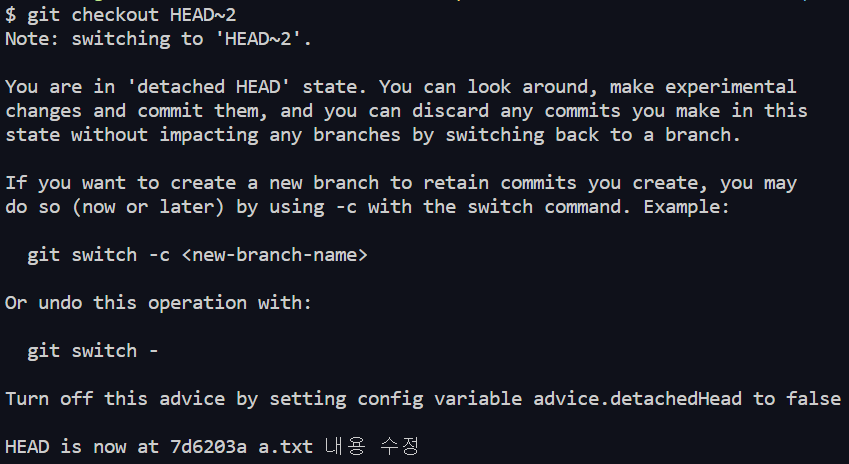 $ git checkout HEAD~2
Note: switching to 'HEAD~2'.
You are in 'detached HEAD' state. You can look around, make experimental
changes and commit them, and you can discard any commits you make in this
state without impacting any branches by switching back to a branch.
If you want to create a new branch to retain commits you create, you may
do so (now or later) by using -c with the switch command. Example:
git switch -c <new-branch-name>
Or undo this operation with:
git switch -
Turn off this advice by setting config variable advice.detachedHead to false
HEAD is now at 7d6203a a.txt 내용 수정